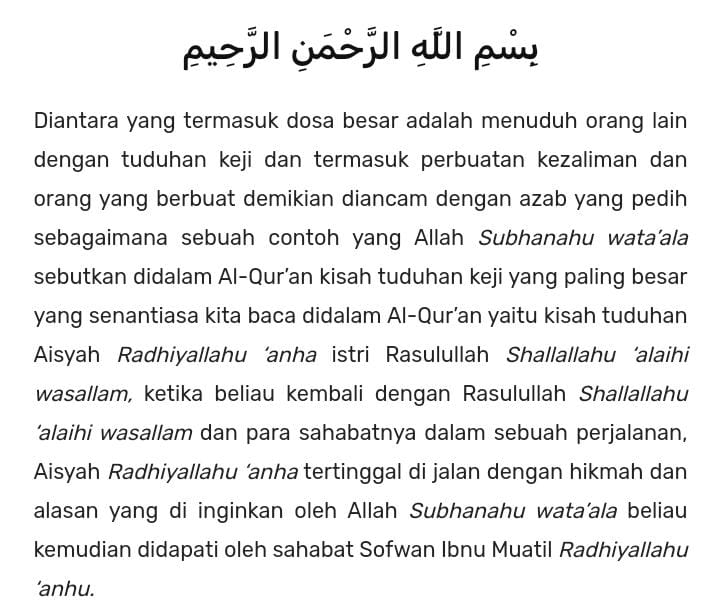 بِسْمِ اللَّهِ الرَّحْمَنِ الرَّحِيمِ
Diantara yang termasuk dosa besar adalah menuduh orang lain
dengan tuduhan keji dan termasuk perbuatan kezaliman dan
orang yang berbuat demikian diancam dengan azab yang pedih
sebagaimana sebuah contoh yang Allah Subhanahu wata’ala
sebutkan didalam Al-Qur’an kisah tuduhan keji yang paling besar
yang senantiasa kita baca didalam Al-Qur’an yaitu kisah tuduhan
Aisyah Radhiyallahu ‘anha istri Rasulullah Shallallahu ‘alaihi
wasallam, ketika beliau kembali dengan Rasulullah Shallallahu
‘alaihi wasallam dan para sahabatnya dalam sebuah perjalanan,
Aisyah Radhiyallahu ‘anha tertinggal di jalan dengan hikmah dan
alasan yang di inginkan oleh Allah Subhanahu wata’ala beliau
kemudian didapati oleh sahabat Sofwan Ibnu Muatil Radhiyallahu
‘anhu.